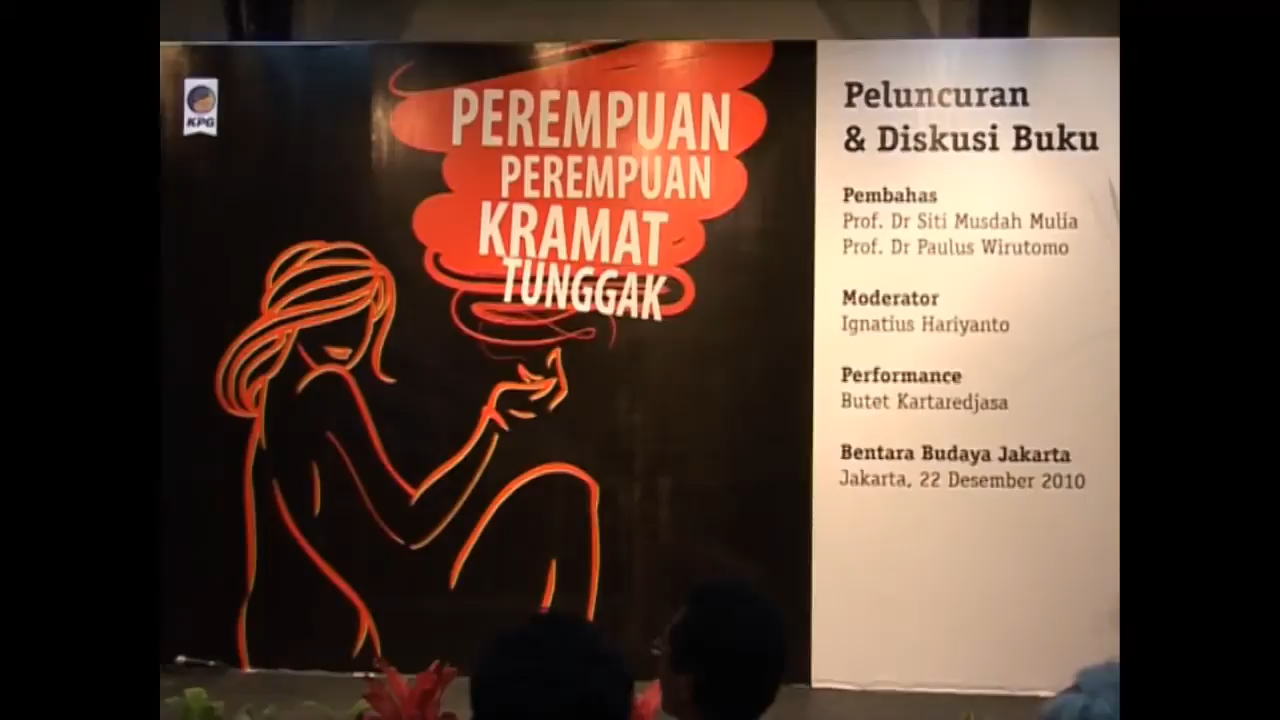 KPG
PEREMPUAN
PEREMPUAN
KRAMAT
TUNGGAK
Peluncuran
& Diskusi Buku
Pembahas
Prof. Dr Siti Musdah Mulia
Prof. Dr Paulus Wirutomo
Moderator
Ignatius Hariyanto
Performance
Butet Kartaredjasa
Bentara Budaya Jakarta
Jakarta, 22 Desember 2010